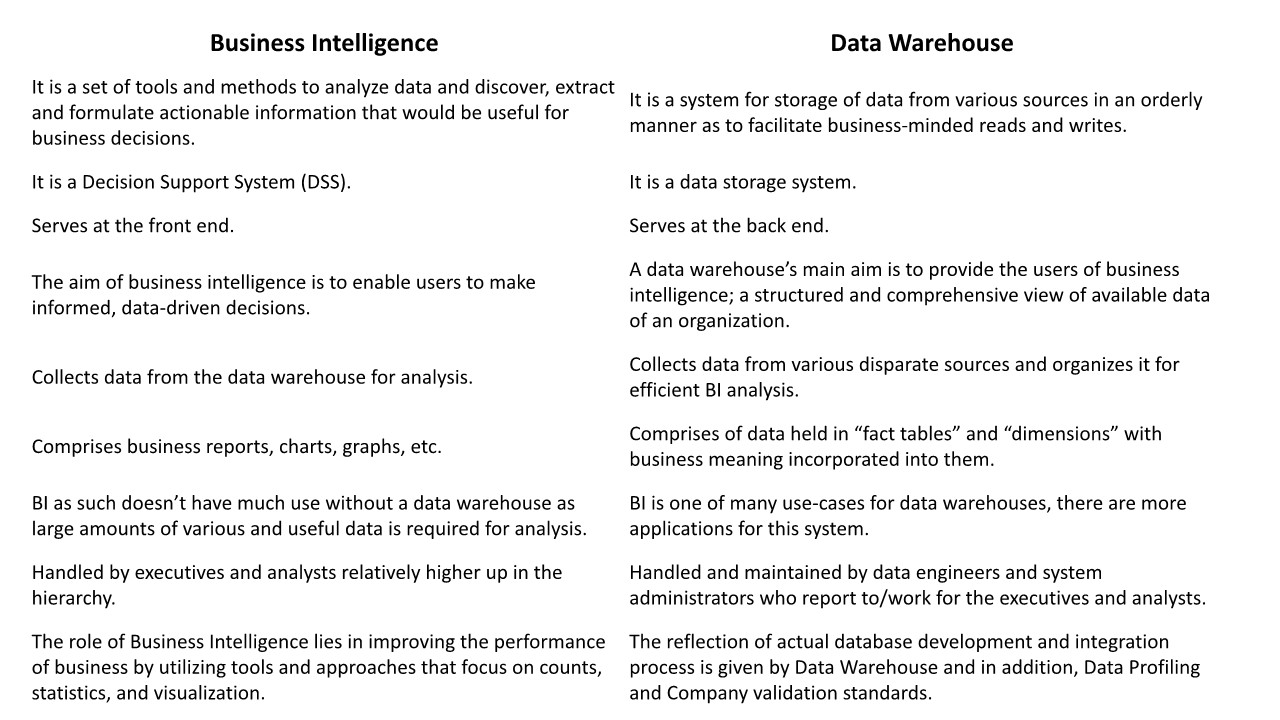 Business Intelligence
Data Warehouse
It is a set of tools and methods to analyze data and discover, extract
and formulate actionable information that would be useful for
business decisions.
It is a system for storage of data from various sources in an orderly
manner as to facilitate business-minded reads and writes.
It is a Decision Support System (DSS).
It is a data storage system.
Serves at the front end.
Serves at the back end.
The aim of business intelligence is to enable users to make
informed, data-driven decisions.
A data warehouse’s main aim is to provide the users of business
intelligence; a structured and comprehensive view of available data
of an organization.
Collects data from the data warehouse for analysis.
Collects data from various disparate sources and organizes it for
efficient BI analysis.
Comprises business reports, charts, graphs, etc.
Comprises of data held in “fact tables” and “dimensions” with
business meaning incorporated into them.
BI as such doesn’t have much use without a data warehouse as
large amounts of various and useful data is required for analysis.
BI is one of many use-cases for data warehouses, there are more
applications for this system.
Handled by executives and analysts relatively higher up in the
hierarchy.
Handled and maintained by data engineers and system
administrators who report to/work for the executives and analysts.
The role of Business Intelligence lies in improving the performance
of business by utilizing tools and approaches that focus on counts,
statistics, and visualization.
The reflection of actual database development and integration
process is given by Data Warehouse and in addition, Data Profiling
and Company validation standards.